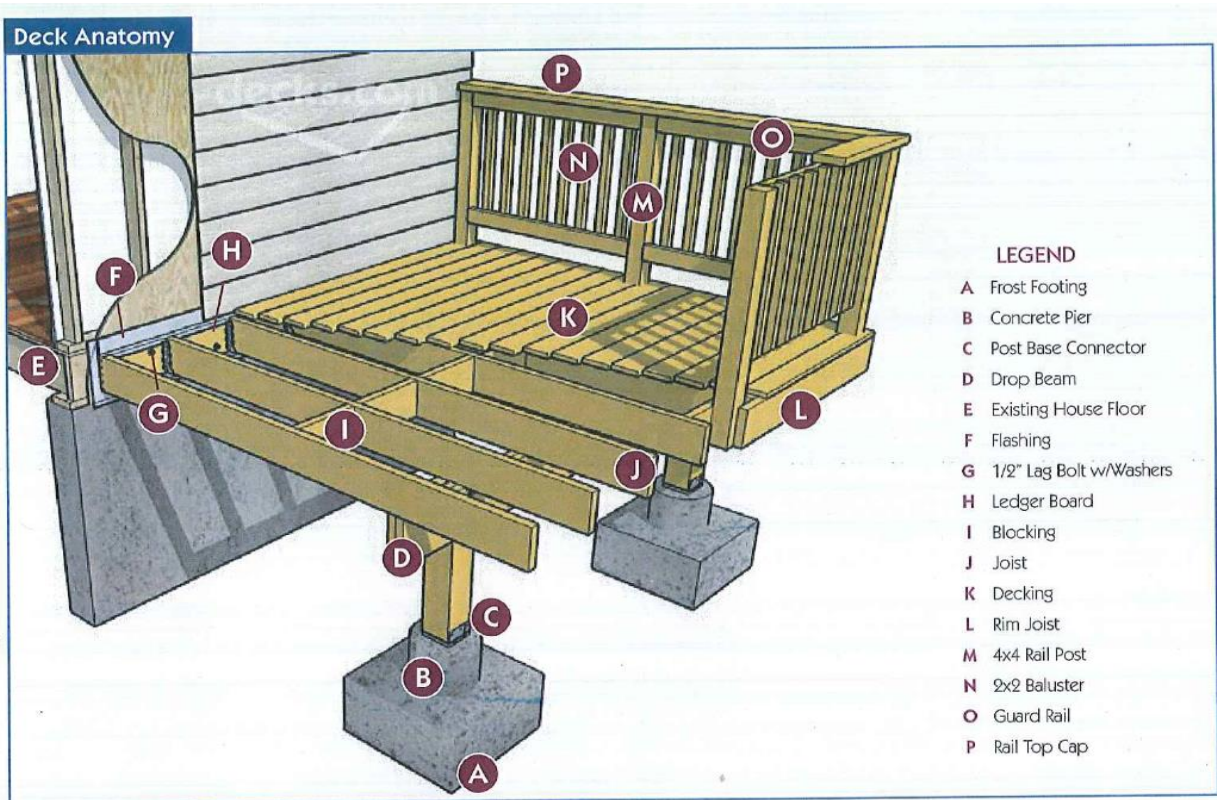 Deck Anatomy
decks.com
P
O
N
M
H
F
K
E
G
L
I
J
D
C
B
A
LEGEND
A Frost Footing
B Concrete Pier
C Post Base Connector
D Drop Beam
E Existing House Floor
F Flashing
G 1/2" Lag Bolt w/Washers
H Ledger Board
I Blocking
J Joist
K Decking
L Rim Joist
M 4x4 Rail Post
N 2x2 Baluster
O Guard Rail
P Rail Top Cap